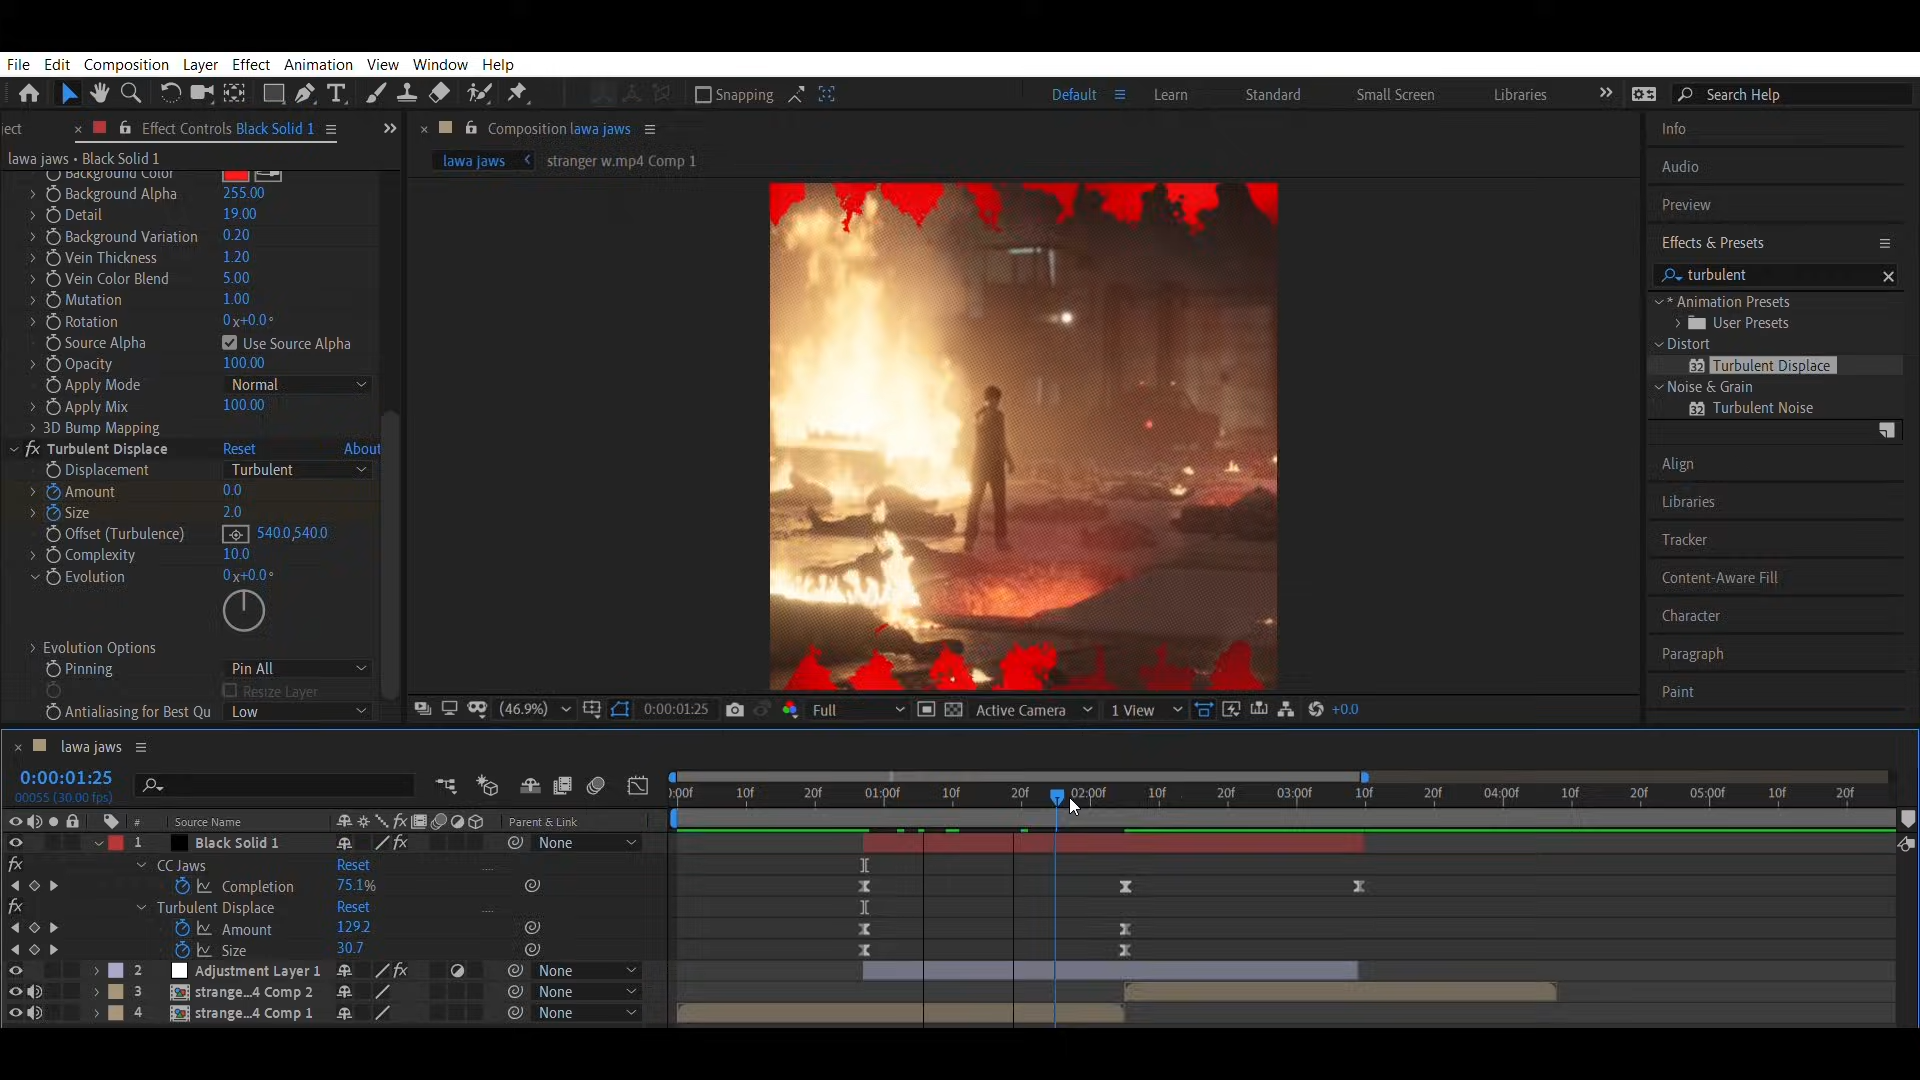 File Edit Composition Layer Effect Animation View Window Help
Snapping Default Learn Standard Small Screen Libraries Search Help
ject Effect Controls Black Solid 1
lawa jaws • Black Solid 1
Background Color
Background Alpha 255.00
Detail 19.00
Background Variation 0.20
Vein Thickness 1.20
Vein Color Blend 5.00
Mutation 1.00
Rotation 0x+0.0°
Source Alpha Use Source Alpha
Opacity 100.00
Apply Mode Normal
Apply Mix 100.00
3D Bump Mapping
fx Turbulent Displace Reset About
Displacement Turbulent
Amount 0.0
Size 2.0
Offset (Turbulence) 540.0,540.0
Complexity 10.0
Evolution 0x+0.0°
Evolution Options
Pinning Pin All
Resize Layer
Antialiasing for Best Qu Low
Composition lawa jaws
lawa jaws stranger w.mp4 Comp 1
(46.9%) 0:00:01:25 Full Active Camera 1 View +0.0
Info
Audio
Preview
Effects & Presets
turbulent
* Animation Presets
User Presets
Distort
32 Turbulent Displace
Noise & Grain
32 Turbulent Noise
Align
Libraries
Tracker
Content-Aware Fill
Character
Paragraph
Paint
lawa jaws
0:00:01:25
00055 (30.00 fps)
):00f 10f 20f 01:00f 10f 20f 02:00f 10f 20f 03:00f 10f 20f 04:00f 10f 20f 05:00f 10f 20f
# Source Name fx Parent & Link
1 Black Solid 1 fx None
fx CC Jaws Reset
Completion 75.1%
fx Turbulent Displace Reset
Amount 129.2
Size 30.7
2 Adjustment Layer 1 fx None
3 strange...4 Comp 2 None
4 strange...4 Comp 1 None